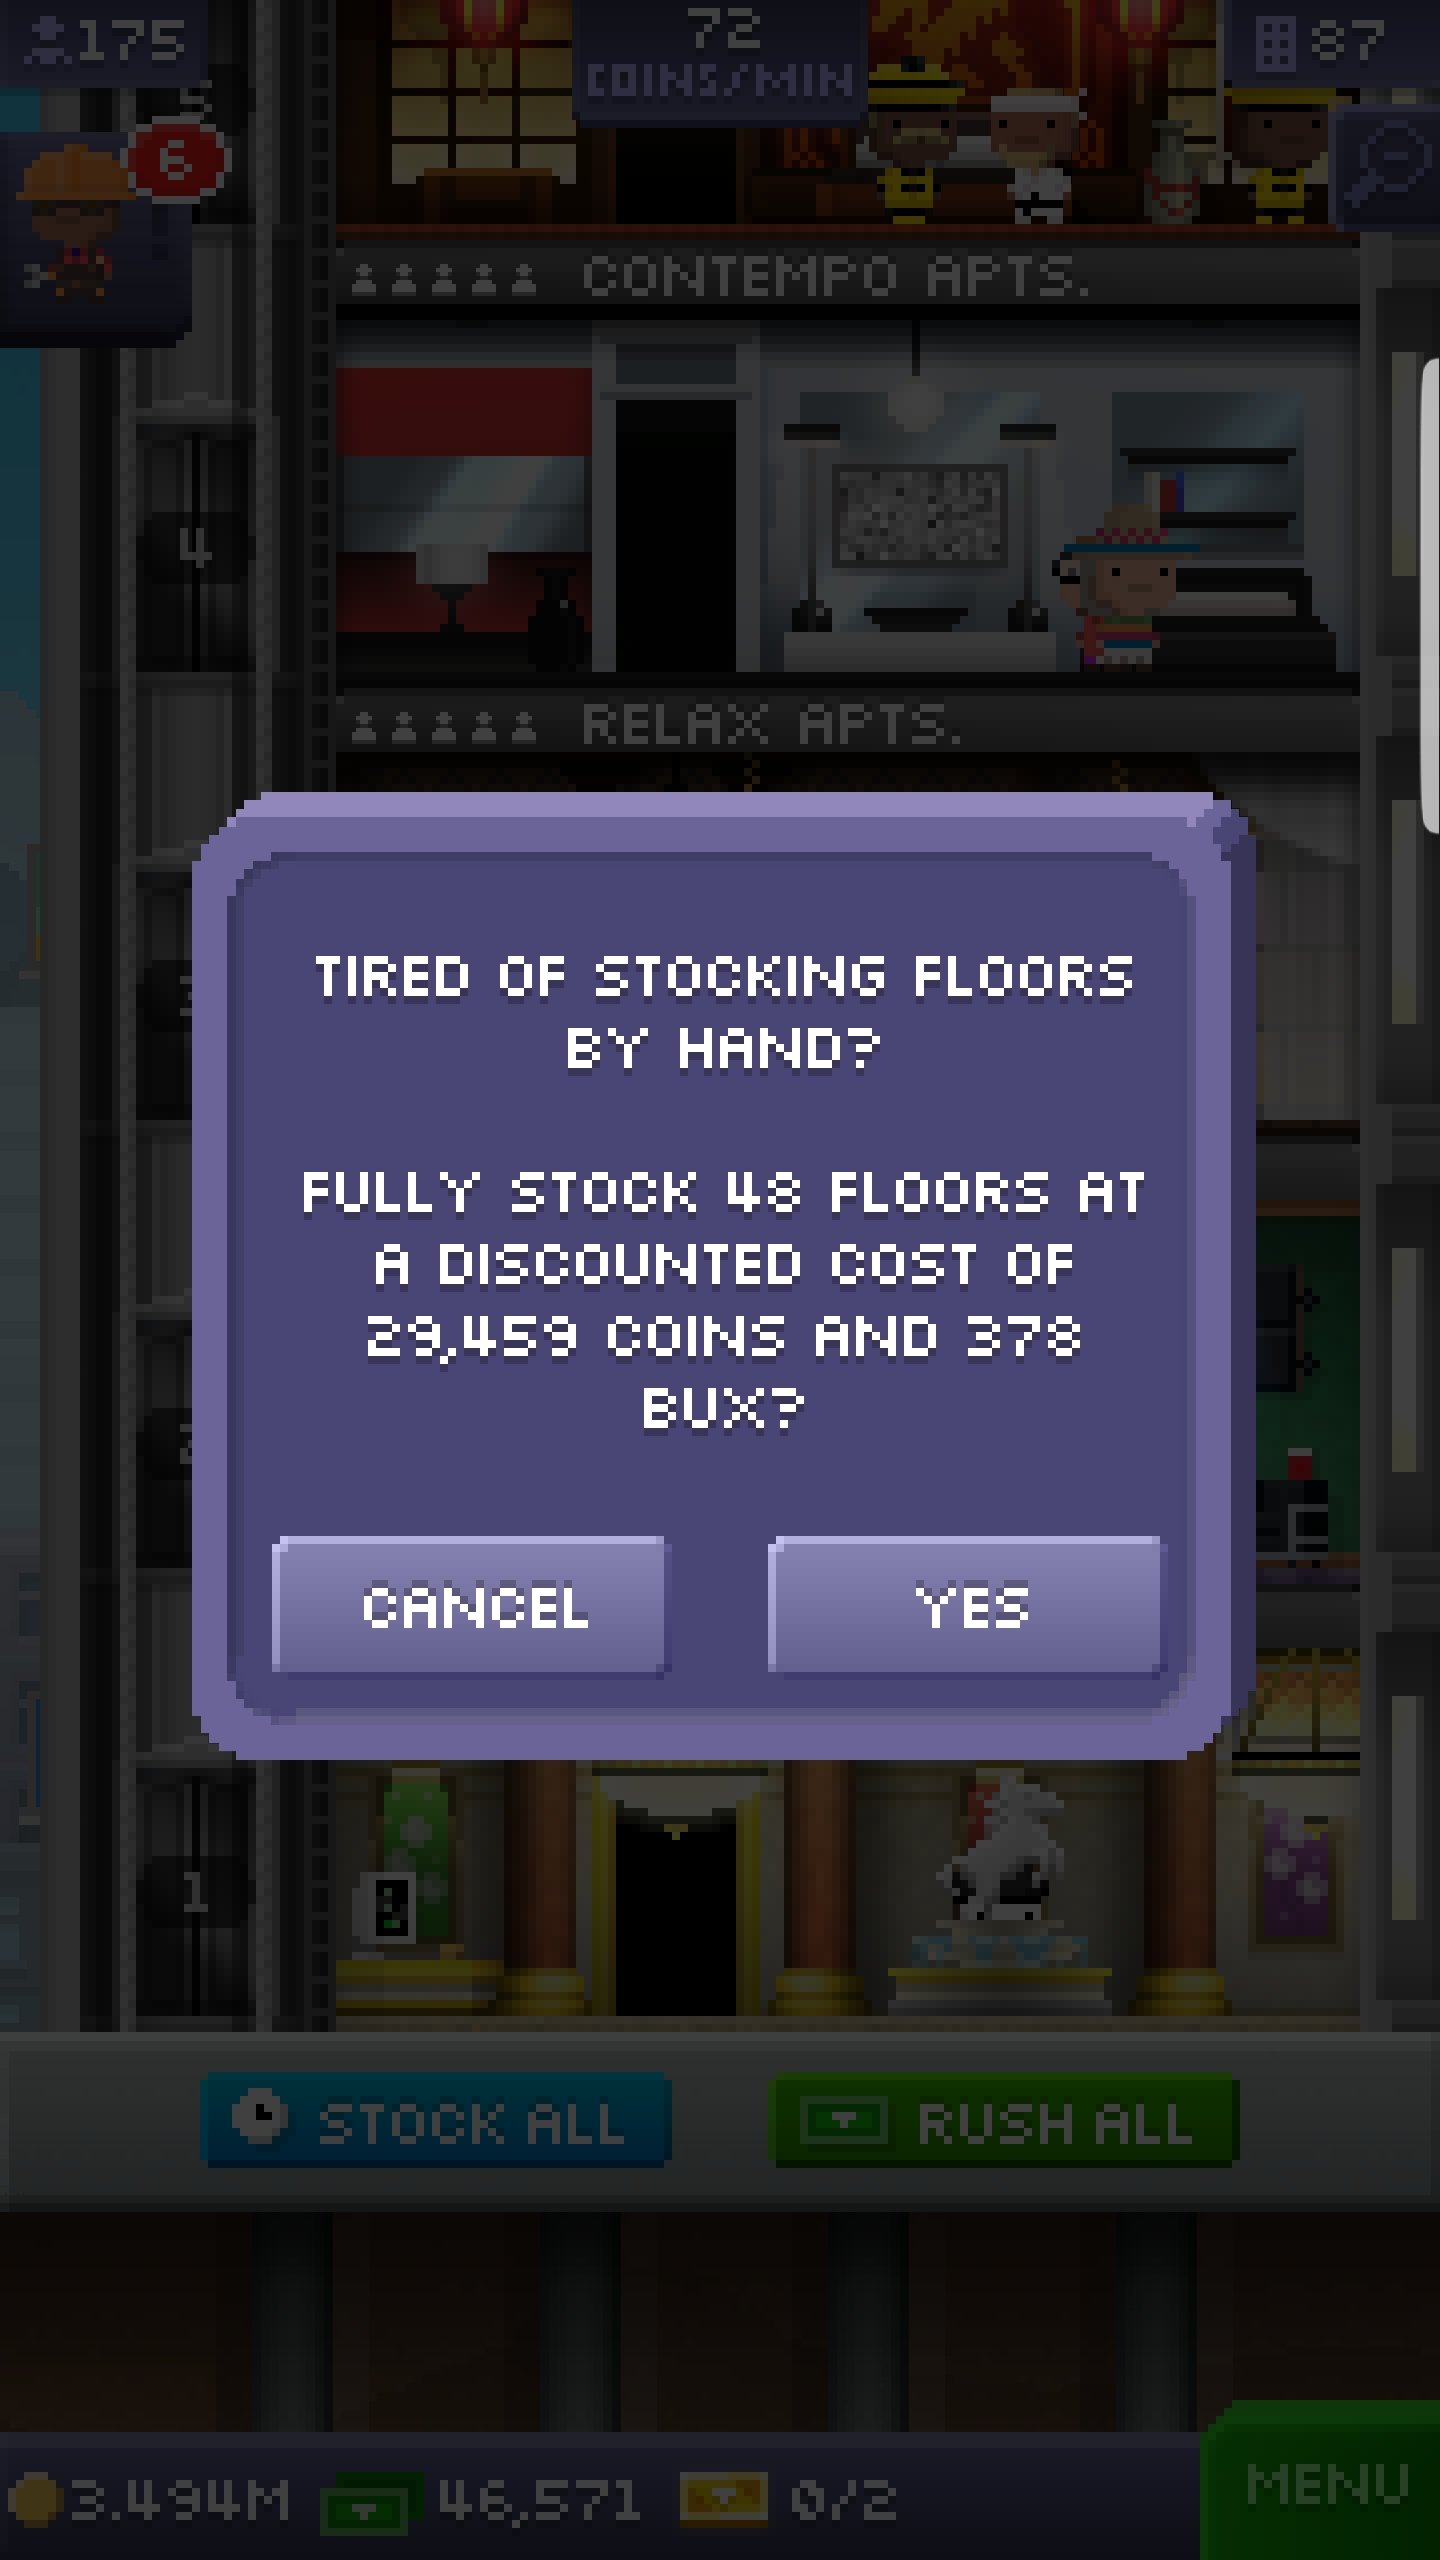 175
72
COINS/MIN
87
5
6
CONTEMPO APTS.
4
RELAX APTS.
TIRED OF STOCKING FLOORS
BY HAND?
FULLY STOCK 48 FLOORS AT
A DISCOUNTED COST OF
29,459 COINS AND 378
BUX?
CANCEL
YES
1
STOCK ALL
RUSH ALL
3.494M
46,571
0/2
MENU